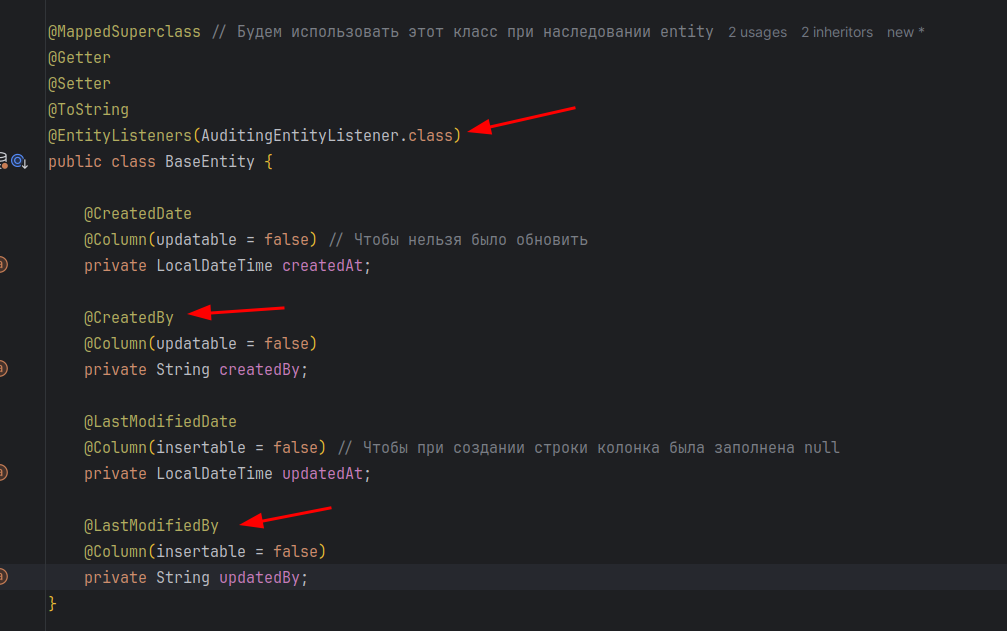 @MappedSuperclass // Будем использовать этот класс при наследовании entity 2 usages 2 inheritors new *
@Getter
@Setter
@ToString
@EntityListeners(AuditingEntityListener.class)
public class BaseEntity {
@CreatedDate
@Column(updatable = false) // Чтобы нельзя было обновить
private LocalDateTime createdAt;
@CreatedBy
@Column(updatable = false)
private String createdBy;
@LastModifiedDate
@Column(insertable = false) // Чтобы при создании строки колонка была заполнена null
private LocalDateTime updatedAt;
@LastModifiedBy
@Column(insertable = false)
private String updatedBy;
}